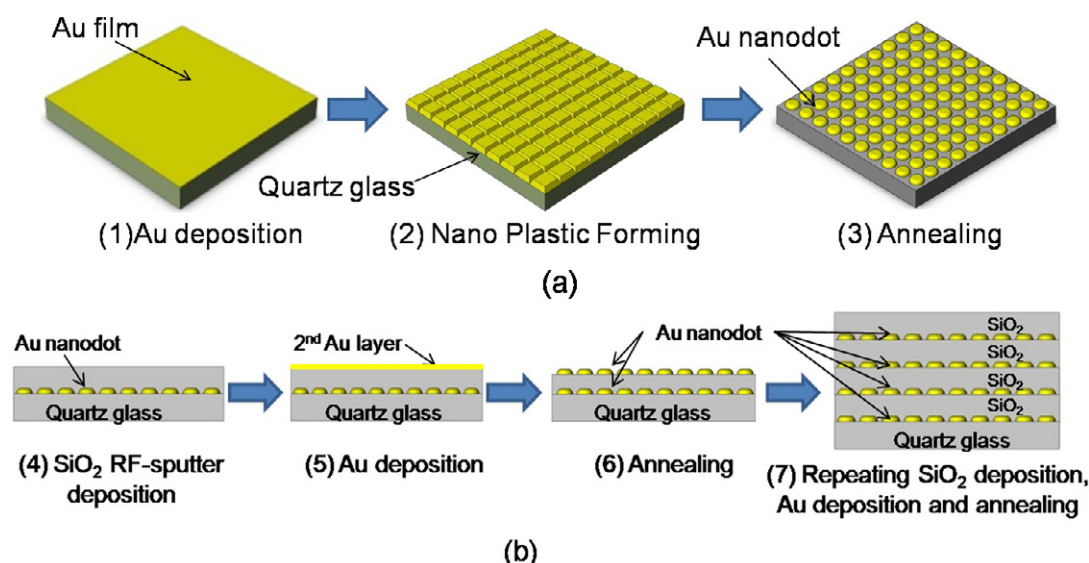 Au film
Au nanodot
Quartz glass
(1)Au deposition
(2) Nano Plastic Forming
(3) Annealing
(a)
Au nanodot
2nd Au layer
Au nanodot
SiO2
SiO2
SiO2
SiO2
Quartz glass
Quartz glass
Quartz glass
Quartz glass
(4) SiO2 RF-sputter
deposition
(5) Au deposition
(6) Annealing
(7) Repeating SiO2 deposition,
Au deposition and annealing
(b)